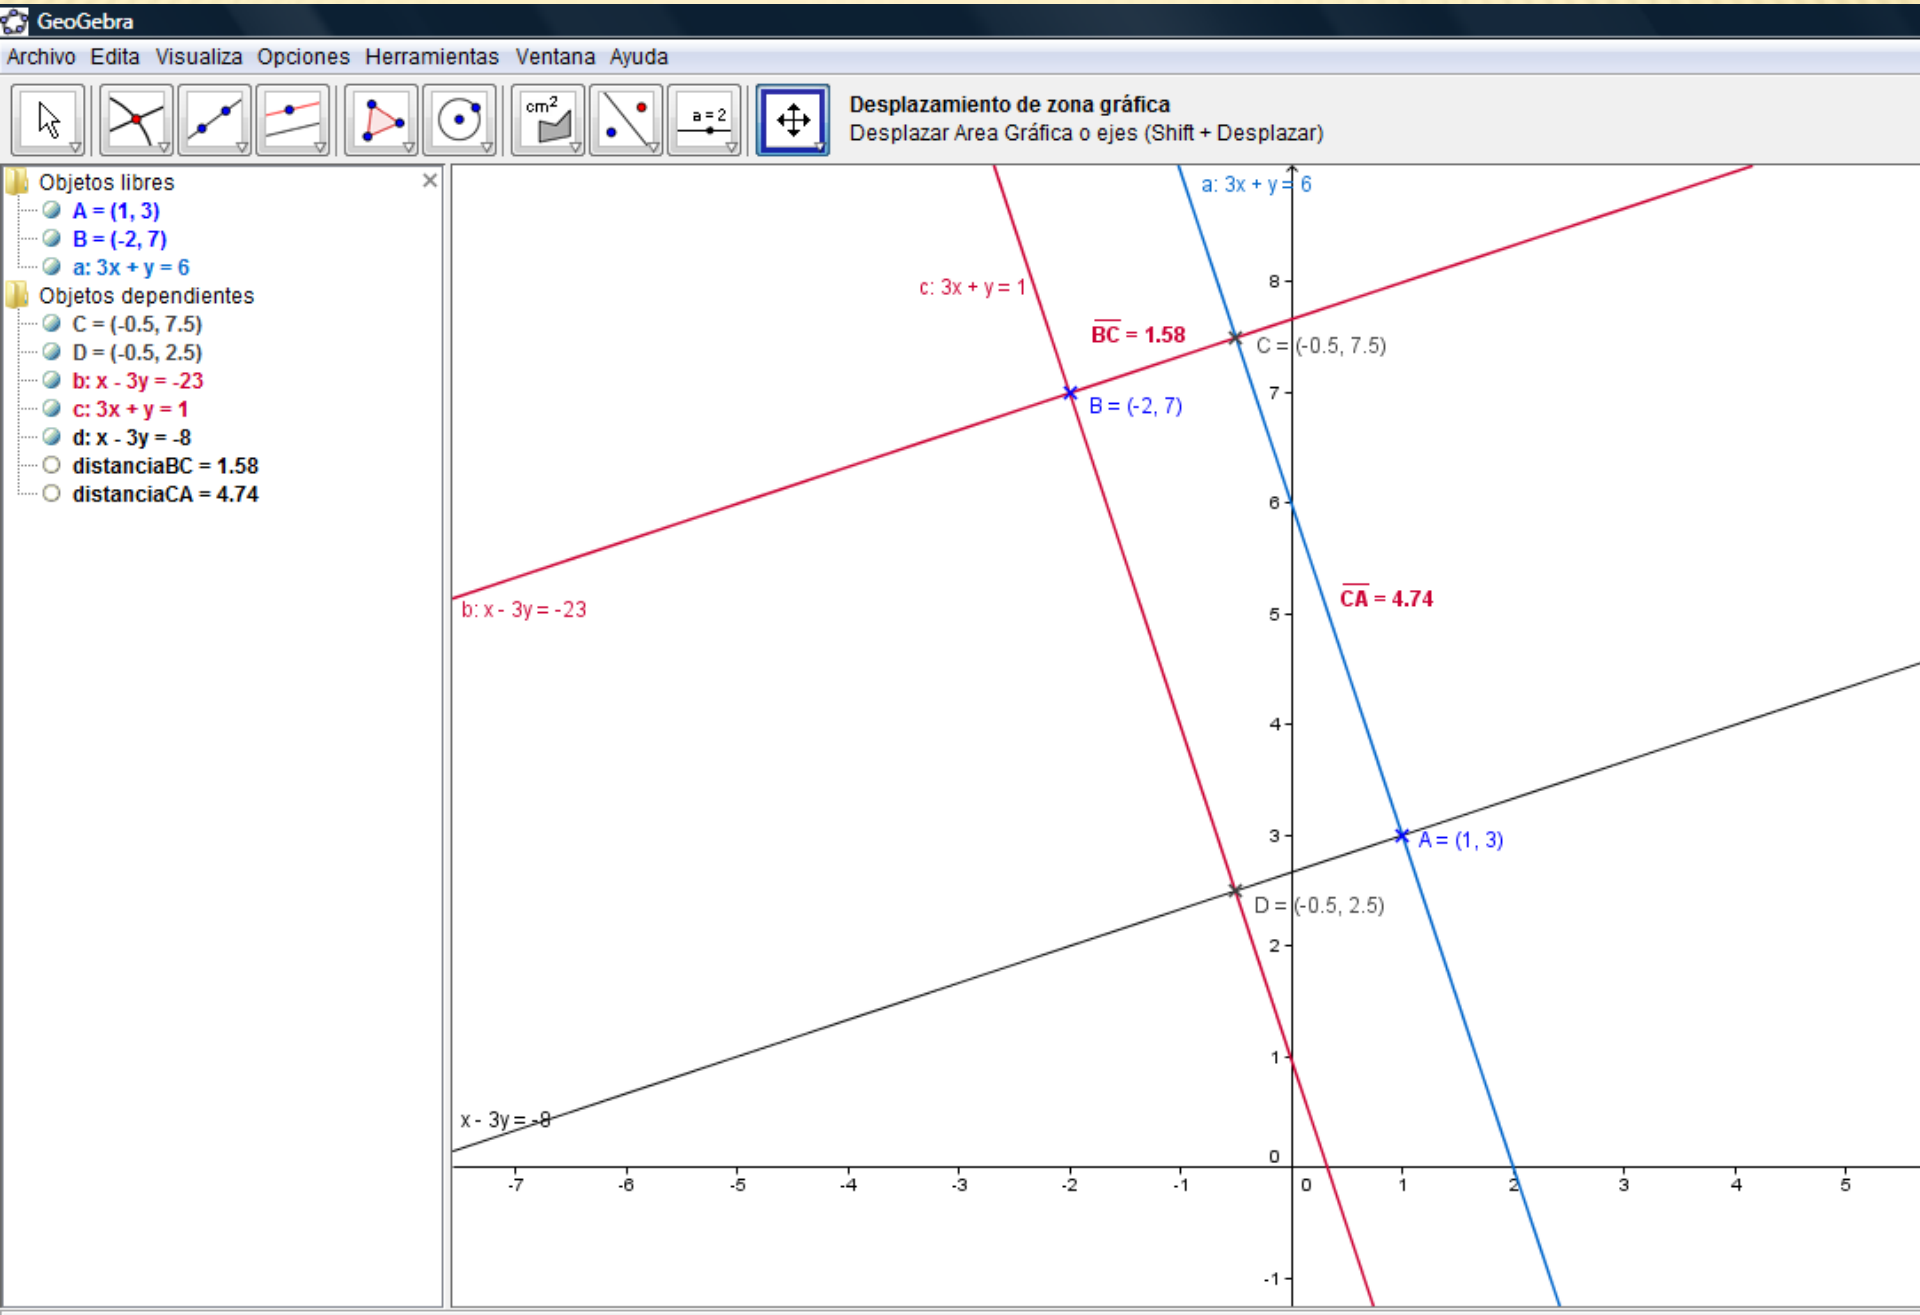 GeoGebra
Archivo Edita Visualiza Opciones Herramientas Ventana Ayuda
cm²
a = 2
Desplazamiento de zona gráfica
Desplazar Area Gráfica o ejes (Shift + Desplazar)
Objetos libres
A = (1, 3)
B = (-2, 7)
a: 3x + y = 6
Objetos dependientes
C = (-0.5, 7.5)
D = (-0.5, 2.5)
b: x - 3y = -23
c: 3x + y = 1
d: x - 3y = -8
distanciaBC = 1.58
distanciaCA = 4.74
a: 3x + y = 6
8
c: 3x + y = 1
BC = 1.58
C = (-0.5, 7.5)
7
B = (-2, 7)
6
CA = 4.74
b: x - 3y = -23
5
4
3
A = (1, 3)
D = (-0.5, 2.5)
2
1
x - 3y = -8
0
-7 -6 -5 -4 -3 -2 -1 0 1 2 3 4 5
-1